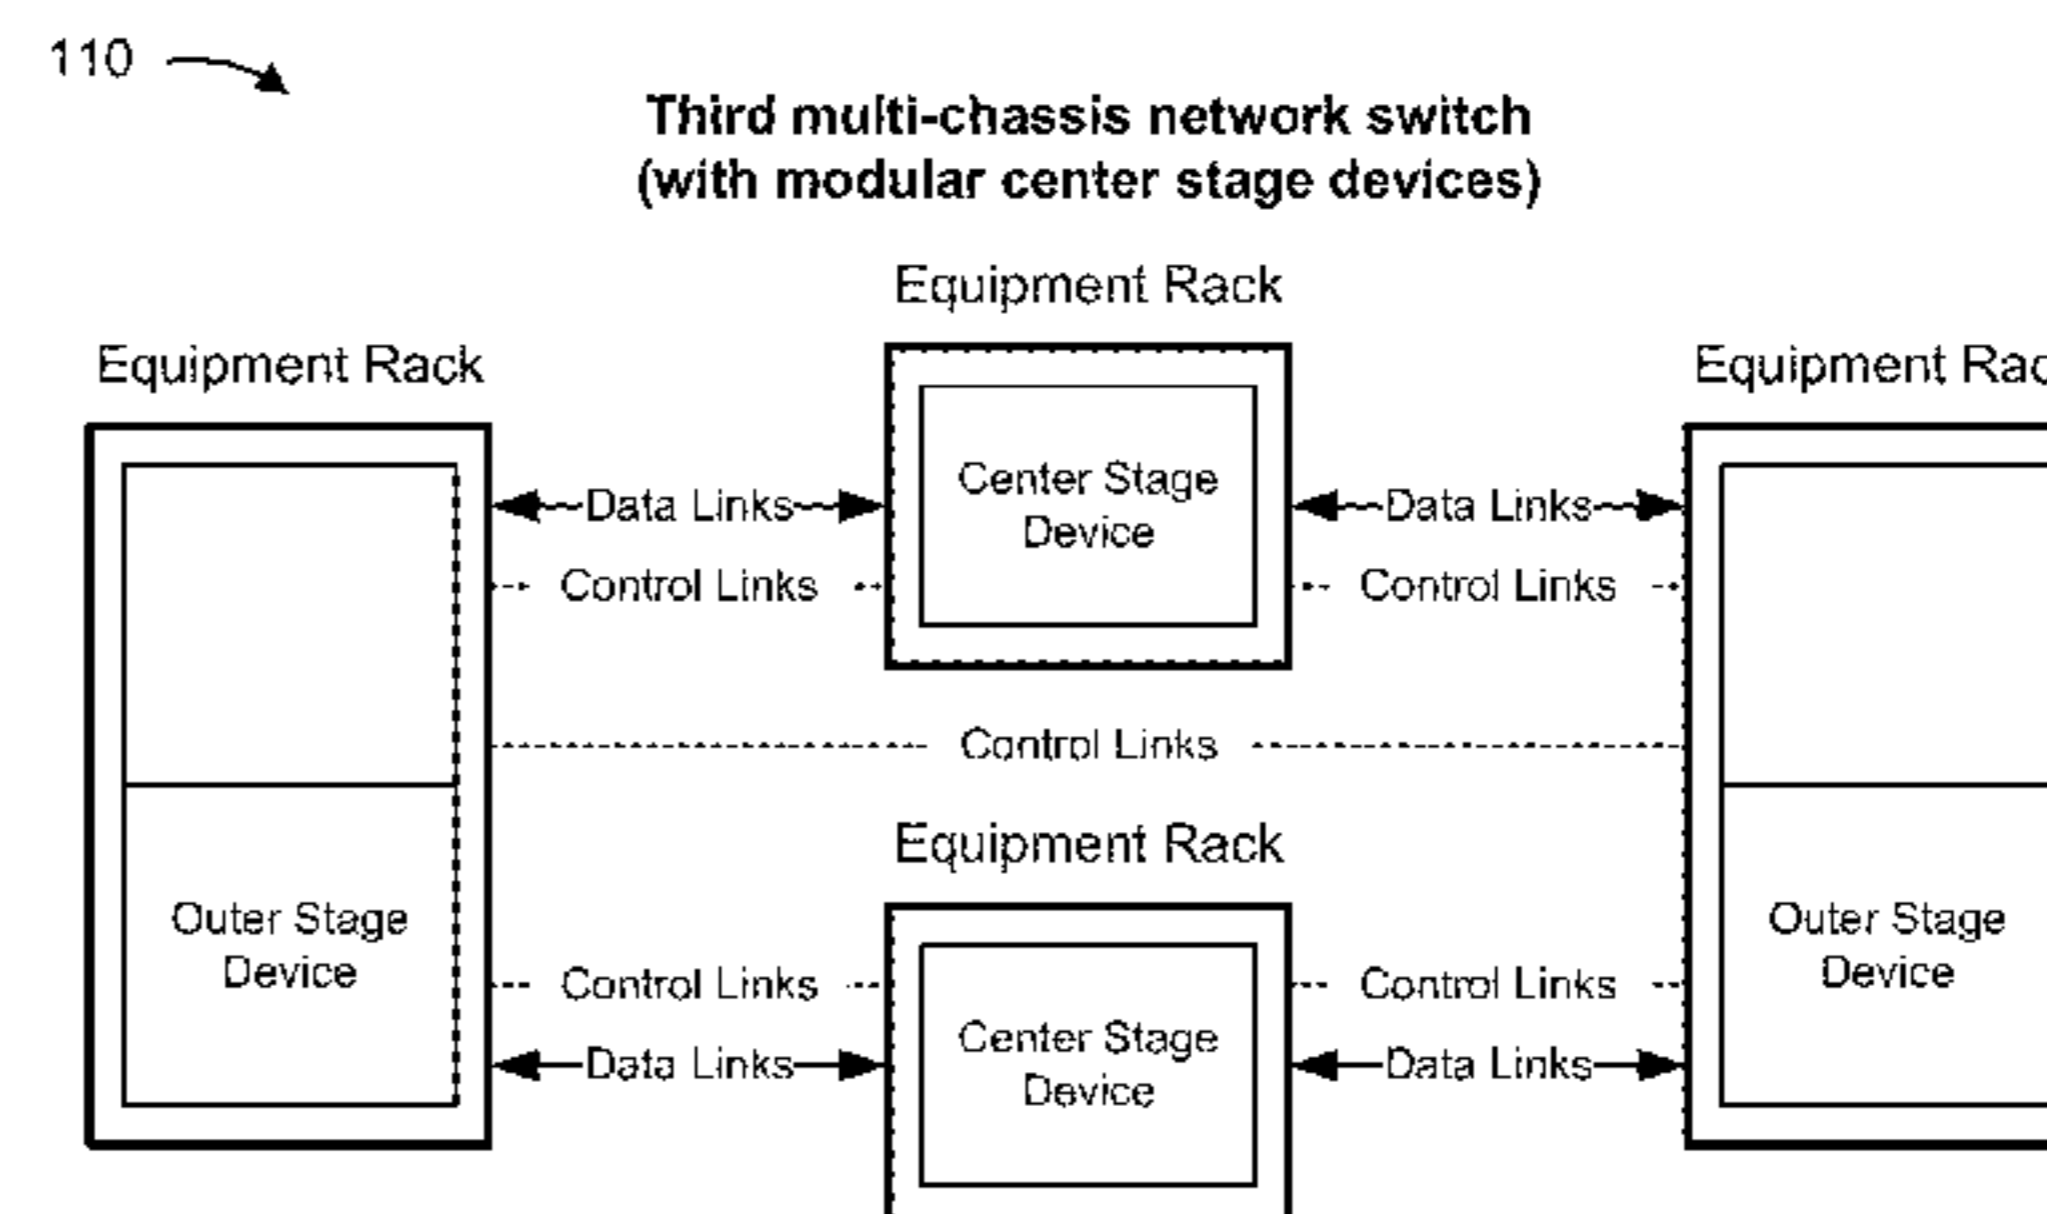 110
Third multi-chassis network switch
(with modular center stage devices)
Equipment Rack
Equipment Rack
Equipment Rac
Center Stage
Device
Data Links
Data Links
Control Links
Control Links
Control Links
Equipment Rack
Outer Stage
Device
Outer Stage
Device
Control Links
Control Links
Center Stage
Device
Data Links
Data Links